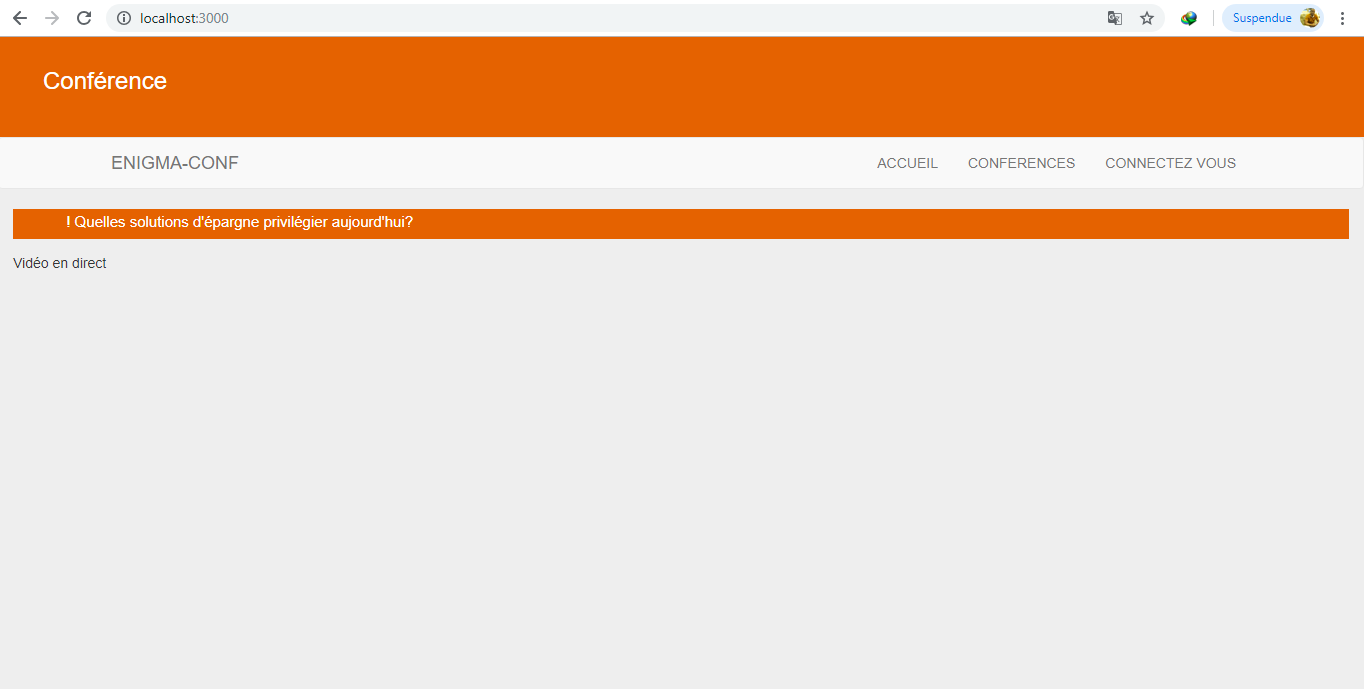 localhost:3000
Suspendue
Conférence
ENIGMA-CONF ACCUEIL CONFERENCES CONNECTEZ VOUS
! Quelles solutions d'épargne privilégier aujourd'hui?
Vidéo en direct